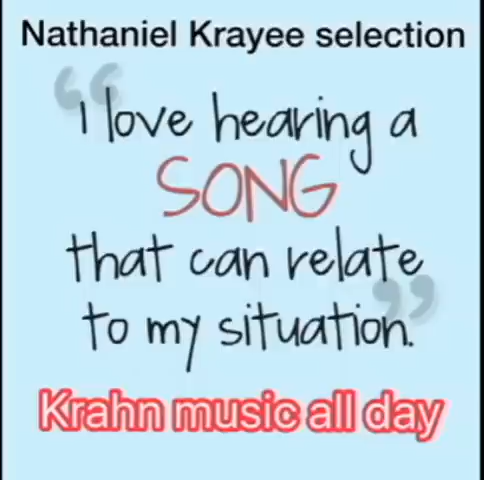 Nathaniel Krayee selection
“I love hearing a
SONG
that can relate
to my situation.”
Krahn music all day